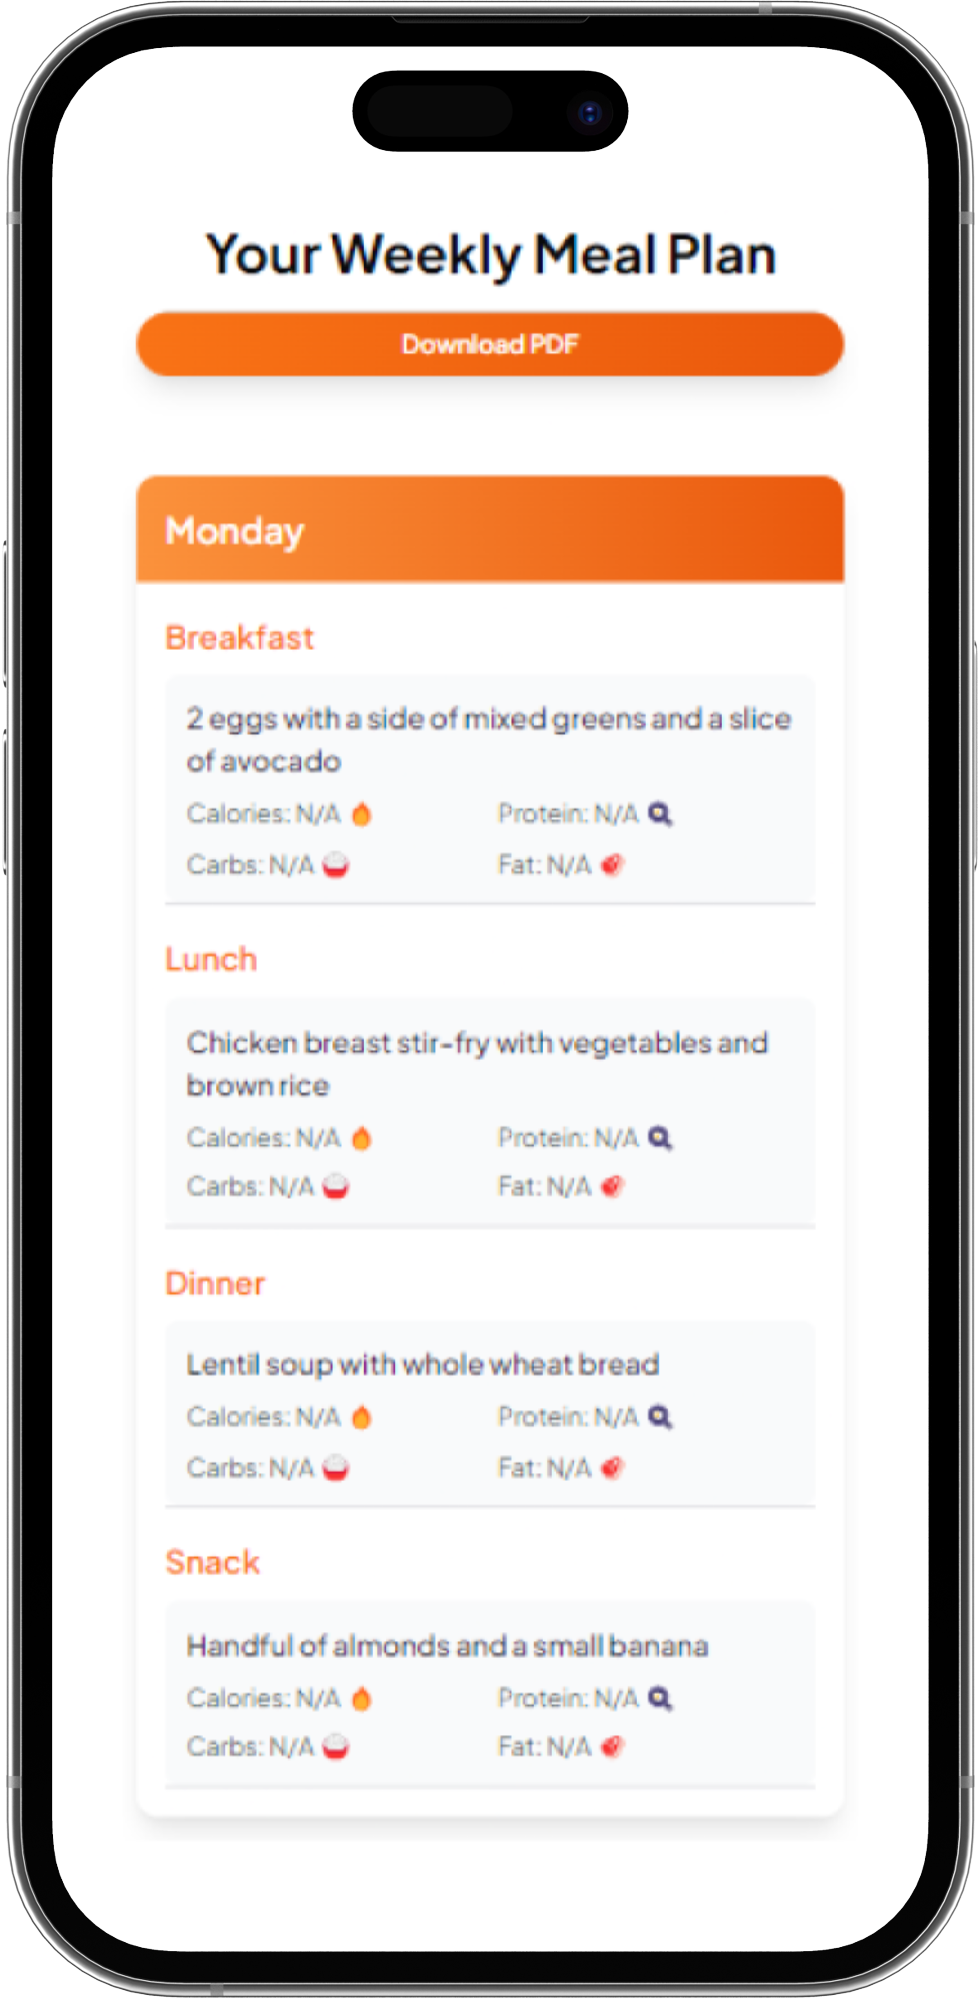 Your Weekly Meal Plan
Download PDF
Monday
Breakfast
2 eggs with a side of mixed greens and a slice
of avocado
Calories: N/A Protein: N/A
Carbs: N/A Fat: N/A
Lunch
Chicken breast stir-fry with vegetables and
brown rice
Calories: N/A Protein: N/A
Carbs: N/A Fat: N/A
Dinner
Lentil soup with whole wheat bread
Calories: N/A Protein: N/A
Carbs: N/A Fat: N/A
Snack
Handful of almonds and a small banana
Calories: N/A Protein: N/A
Carbs: N/A Fat: N/A